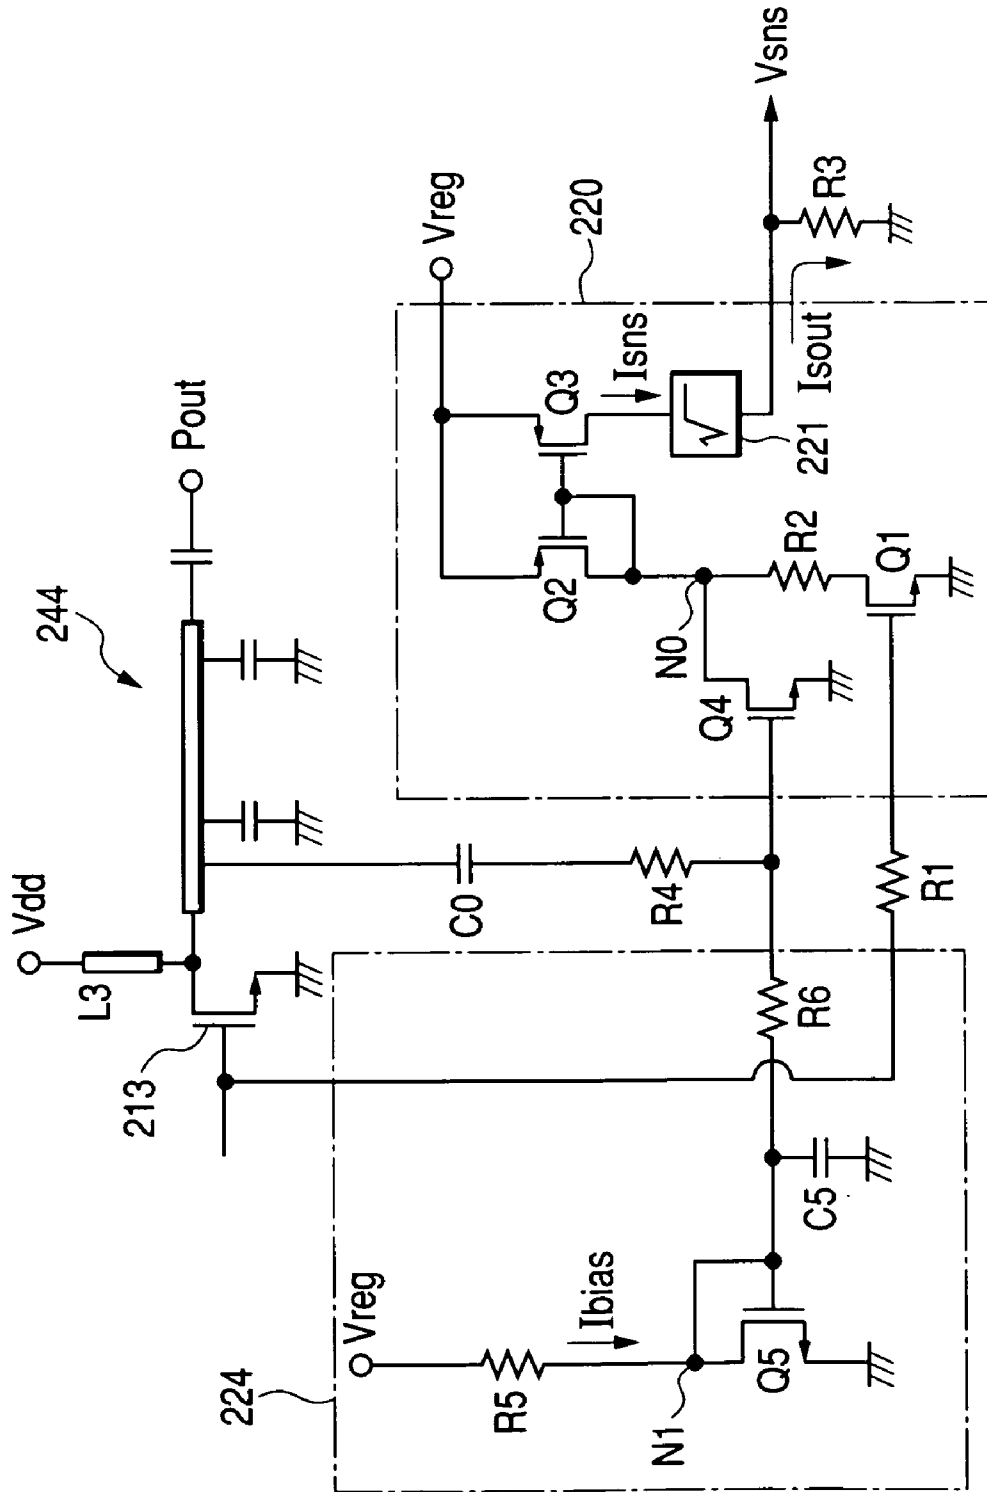 Vdd
L3
213
244
Pout
Vreg
220
Q2
Q3
Isns
221
Isout
Vsns
R3
N0
R2
Q1
Q4
C0
R4
R1
R6
224
Vreg
R5
Ibias
N1
Q5
C5
√